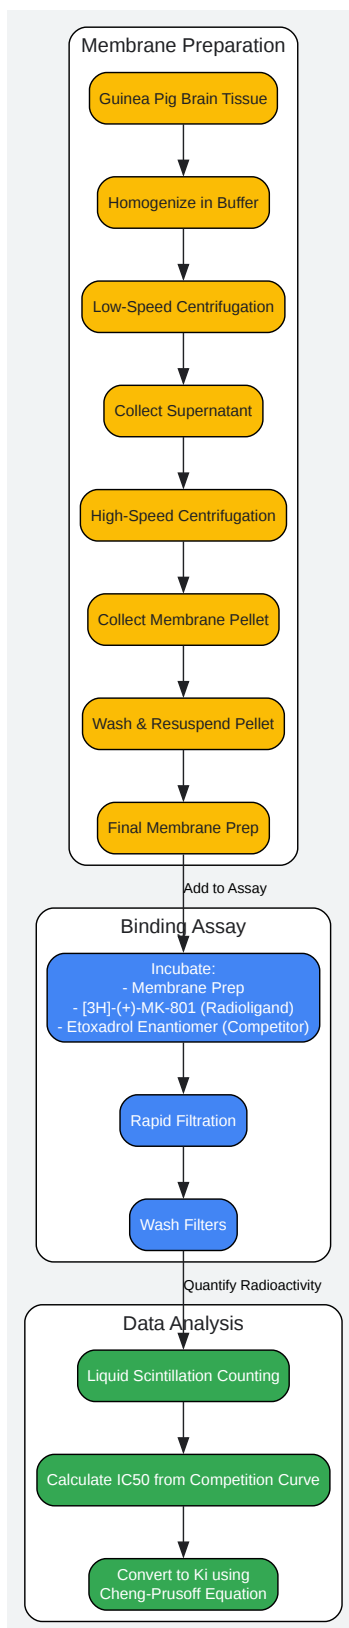 Membrane Preparation
Guinea Pig Brain Tissue
Homogenize in Buffer
Low-Speed Centrifugation
Collect Supernatant
High-Speed Centrifugation
Collect Membrane Pellet
Wash & Resuspend Pellet
Final Membrane Prep
Add to Assay
Binding Assay
Incubate:
- Membrane Prep
- [3H]-(+)-MK-801 (Radioligand)
- Etoxadrol Enantiomer (Competitor)
Rapid Filtration
Wash Filters
Quantify Radioactivity
Data Analysis
Liquid Scintillation Counting
Calculate IC50 from Competition Curve
Convert to Ki using
Cheng-Prusoff Equation